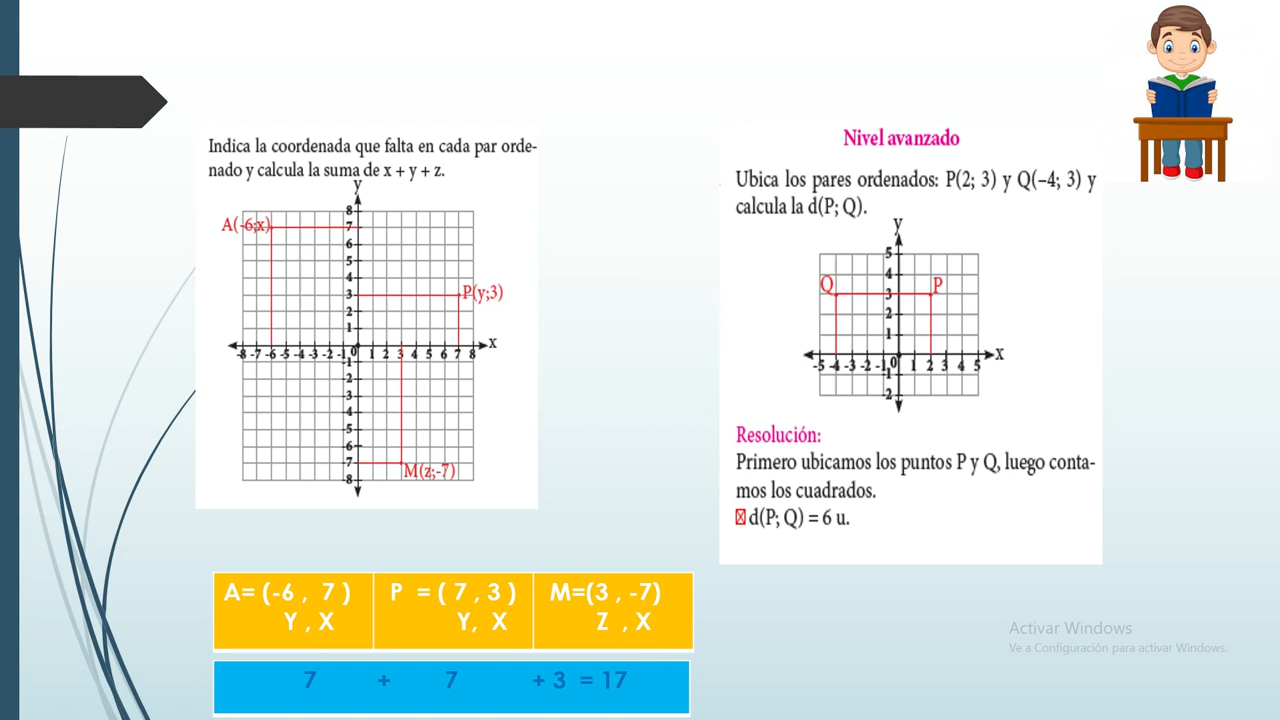 Indica la coordenada que falta en cada par orde-
nado y calcula la suma de x + y + z.
y
8
A(-6;x)
7
6
5
4
3
P(y;3)
2
1
x
-8 -7 -6 -5 -4 -3 -2 -1 0 1 2 3 4 5 6 7 8
-1
-2
-3
-4
-5
-6
-7
M(z;-7)
-8
Nivel avanzado
Ubica los pares ordenados: P(2; 3) y Q(–4; 3) y
calcula la d(P; Q).
y
5
4
Q
P
3
2
1
x
-5 -4 -3 -2 -1 0 1 2 3 4 5
-1
-2
Resolución:
Primero ubicamos los puntos P y Q, luego conta-
mos los cuadrados.
d(P; Q) = 6 u.
A= (-6 , 7 )
Y , X
P = ( 7 , 3 )
Y, X
M=(3 , -7)
Z , X
7 + 7 + 3 = 17
Activar Windows
Ve a Configuración para activar Windows.